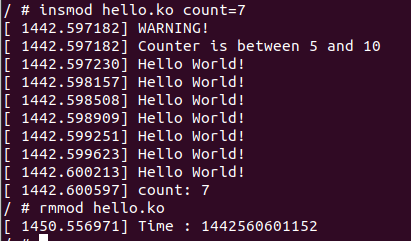 / # insmod hello.ko count=7
[ 1442.597182] WARNING!
[ 1442.597182] Counter is between 5 and 10
[ 1442.597230] Hello World!
[ 1442.598157] Hello World!
[ 1442.598508] Hello World!
[ 1442.598909] Hello World!
[ 1442.599251] Hello World!
[ 1442.599623] Hello World!
[ 1442.600213] Hello World!
[ 1442.600597] count: 7
/ # rmmod hello.ko
[ 1450.556971] Time : 1442560601152
/ #